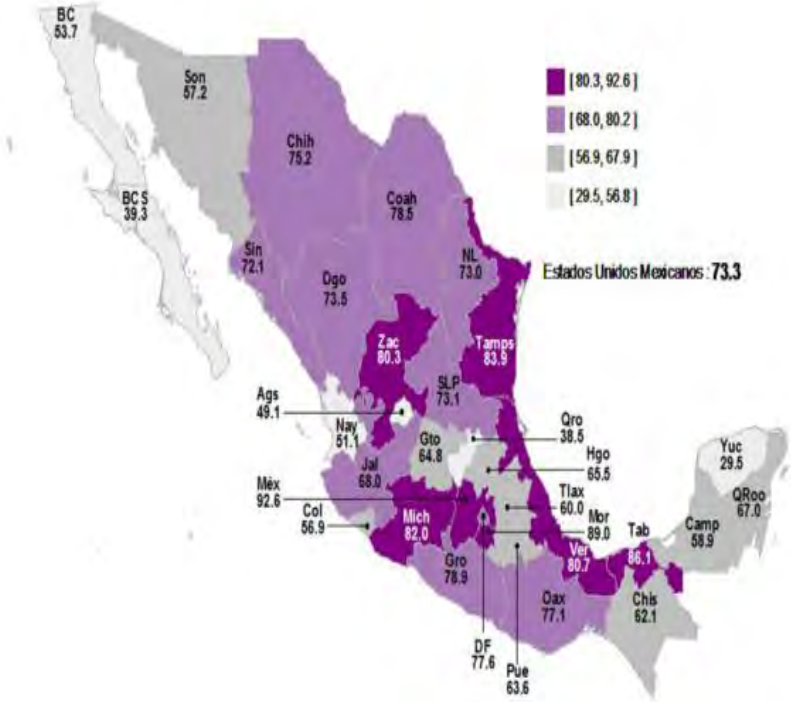 BC
53.7
Son
57.2
[ 80.3, 92.6 ]
[ 68.0, 80.2 ]
[ 56.9, 67.9 ]
[ 29.5, 56.8 ]
Chih
75.2
BCS
39.3
Coah
78.5
Sin
72.1
NL
73.0
Estados Unidos Mexicanos : 73.3
Dgo
73.5
Zac
80.3
Tamps
83.9
SLP
73.1
Ags
49.1
Nay
51.1
Gto
64.8
Qro
38.5
Hgo
65.5
Yuc
29.5
Jal
68.0
Méx
92.6
Tlax
60.0
QRoo
67.0
Col
56.9
Mich
82.0
Mor
89.0
Camp
58.9
Tab
86.1
Ver
80.7
Gro
78.9
Oax
77.1
Chis
62.1
DF
77.6
Pue
63.6